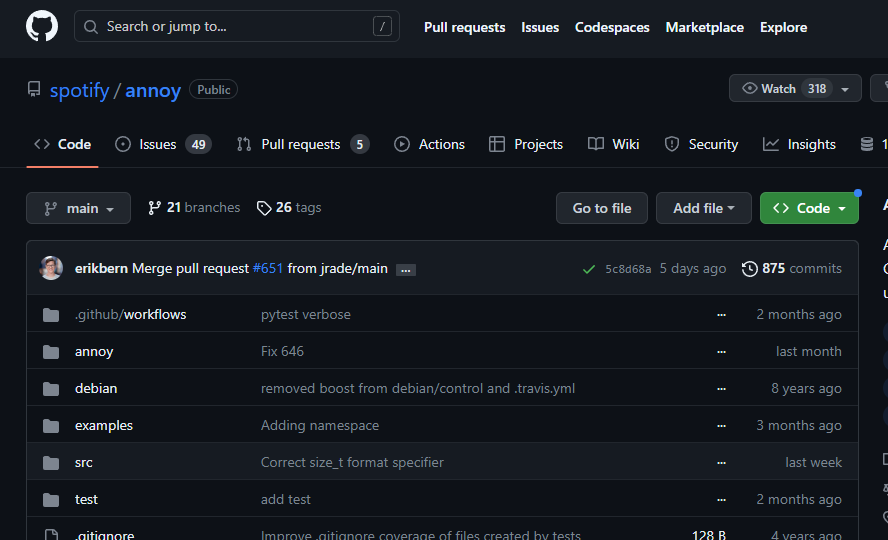 Search or jump to... /
Pull requests Issues Codespaces Marketplace Explore
spotify / annoy Public Watch 318
Code Issues 49 Pull requests 5 Actions Projects Wiki Security Insights
main 21 branches 26 tags Go to file Add file Code
erikbern Merge pull request #651 from jrade/main ... 5c8d68a 5 days ago 875 commits
.github/workflows pytest verbose ... 2 months ago
annoy Fix 646 ... last month
debian removed boost from debian/control and .travis.yml ... 8 years ago
examples Adding namespace ... 3 months ago
src Correct size_t format specifier ... last week
test add test ... 2 months ago
.gitignore Improve .gitignore coverage of files created by tests 128 B 4 years ago